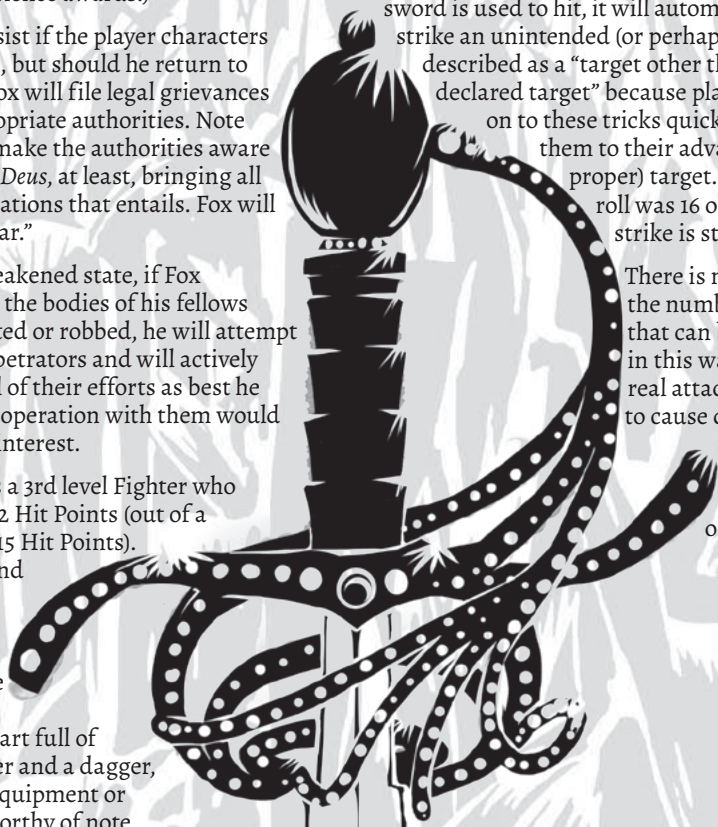 ience awards.)
sist if the player characters
, but should he return to
ox will file legal grievances
opriate authorities. Note
make the authorities aware
Deus, at least, bringing all
ations that entails. Fox will
ar.”
eakened state, if Fox
the bodies of his fellows
ted or robbed, he will attempt
petrators and will actively
l of their efforts as best he
operation with them would
interest.
s a 3rd level Fighter who
2 Hit Points (out of a
15 Hit Points).
nd
e
art full of
er and a dagger,
quipment or
orthy of note
sword is used to hit, it will autom
strike an unintended (or perhap
described as a “target other th
declared target” because pla
on to these tricks quick
them to their adva
proper) target.
roll was 16 o
strike is st
There is n
the numb
that can
in this wa
real attac
to cause d
o